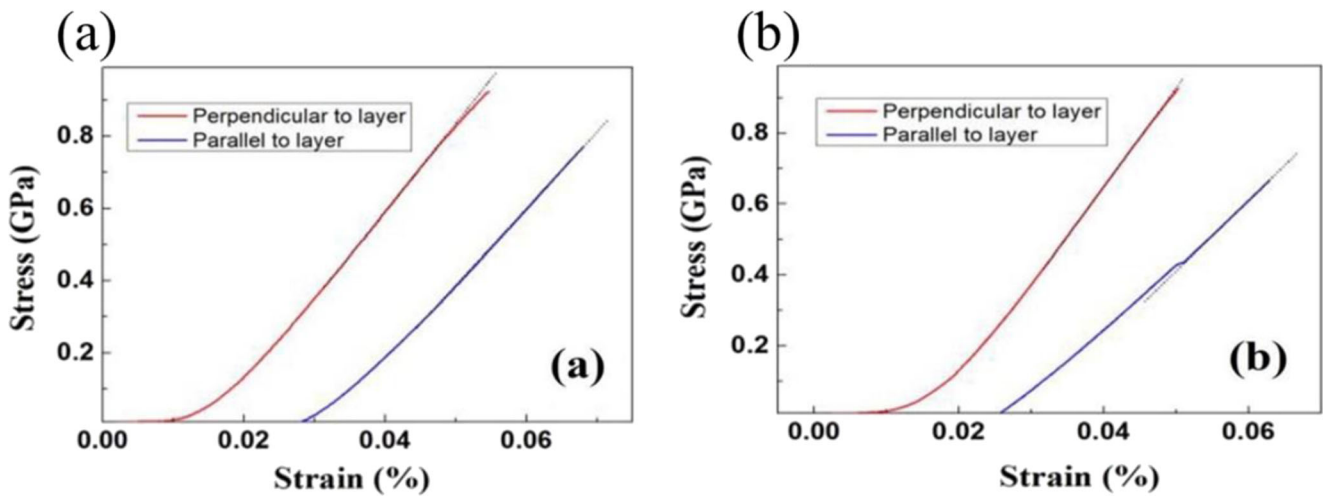 (a)
Perpendicular to layer
Parallel to layer
0.8
0.6
0.4
0.2
Stress (GPa)
(a)
0.00 0.02 0.04 0.06
Strain (%)
(b)
Perpendicular to layer
Parallel to layer
0.8
0.6
0.4
0.2
Stress (GPa)
(b)
0.00 0.02 0.04 0.06
Strain (%)